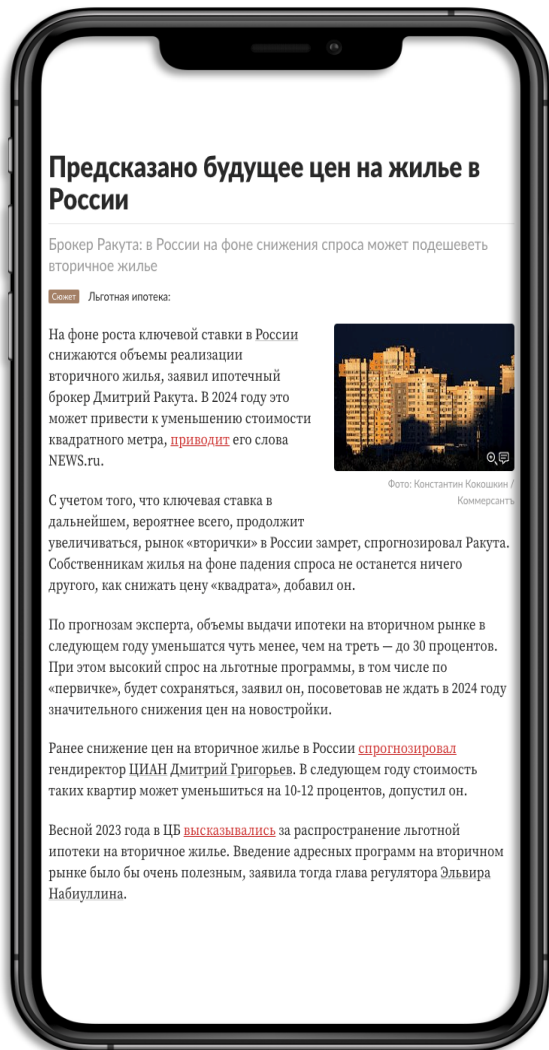 Предсказано будущее цен на жилье в
России
Брокер Ракута: в России на фоне снижения спроса может подешеветь
вторичное жилье
Сюжет Льготная ипотека:
На фоне роста ключевой ставки в России
снижаются объемы реализации
вторичного жилья, заявил ипотечный
брокер Дмитрий Ракута. В 2024 году это
может привести к уменьшению стоимости
квадратного метра, приводит его слова
NEWS.ru.
Фото: Константин Кокошкин /
Коммерсантъ
С учетом того, что ключевая ставка в
дальнейшем, вероятнее всего, продолжит
увеличиваться, рынок «вторички» в России замрет, спрогнозировал Ракута.
Собственникам жилья на фоне падения спроса не останется ничего
другого, как снижать цену «квадрата», добавил он.
По прогнозам эксперта, объемы выдачи ипотеки на вторичном рынке в
следующем году уменьшатся чуть менее, чем на треть — до 30 процентов.
При этом высокий спрос на льготные программы, в том числе по
«первичке», будет сохраняться, заявил он, посоветовав не ждать в 2024 году
значительного снижения цен на новостройки.
Ранее снижение цен на вторичное жилье в России спрогнозировал
гендиректор ЦИАН Дмитрий Григорьев. В следующем году стоимость
таких квартир может уменьшиться на 10-12 процентов, допустил он.
Весной 2023 года в ЦБ высказывались за распространение льготной
ипотеки на вторичное жилье. Введение адресных программ на вторичном
рынке было бы очень полезным, заявила тогда глава регулятора Эльвира
Набиуллина.